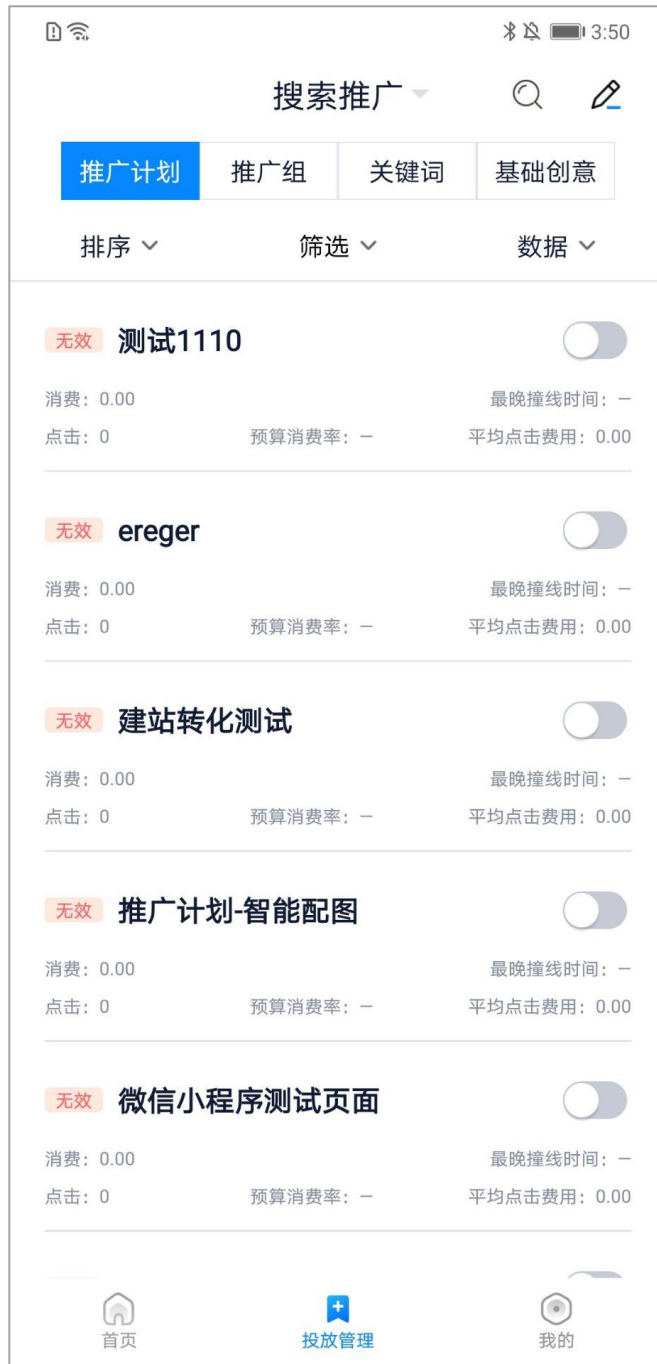 3:50
搜索推广
推广计划 推广组 关键词 基础创意
排序 筛选 数据
无效 测试1110
消费：0.00 最晚撞线时间：—
点击：0 预算消费率：— 平均点击费用：0.00
无效 ereger
消费：0.00 最晚撞线时间：—
点击：0 预算消费率：— 平均点击费用：0.00
无效 建站转化测试
消费：0.00 最晚撞线时间：—
点击：0 预算消费率：— 平均点击费用：0.00
无效 推广计划-智能配图
消费：0.00 最晚撞线时间：—
点击：0 预算消费率：— 平均点击费用：0.00
无效 微信小程序测试页面
消费：0.00 最晚撞线时间：—
点击：0 预算消费率：— 平均点击费用：0.00
首页 投放管理 我的